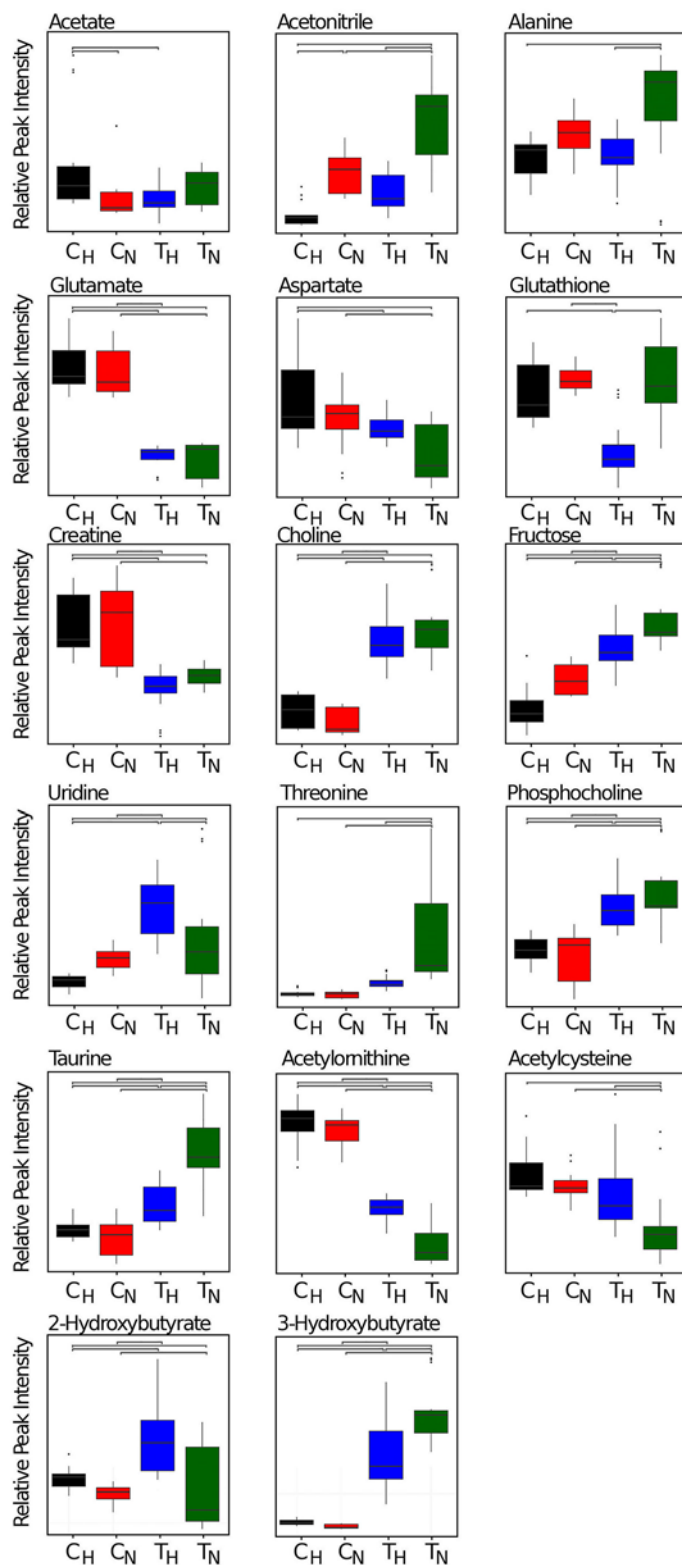 Acetate Acetonitrile Alanine
Relative Peak Intensity
CH CN TH TN CH CN TH TN CH CN TH TN
Glutamate Aspartate Glutathione
Relative Peak Intensity
CH CN TH TN CH CN TH TN CH CN TH TN
Creatine Choline Fructose
Relative Peak Intensity
CH CN TH TN CH CN TH TN CH CN TH TN
Uridine Threonine Phosphocholine
Relative Peak Intensity
CH CN TH TN CH CN TH TN CH CN TH TN
Taurine Acetylornithine Acetylcysteine
Relative Peak Intensity
CH CN TH TN CH CN TH TN CH CN TH TN
2-Hydroxybutyrate 3-Hydroxybutyrate
Relative Peak Intensity
CH CN TH TN CH CN TH TN